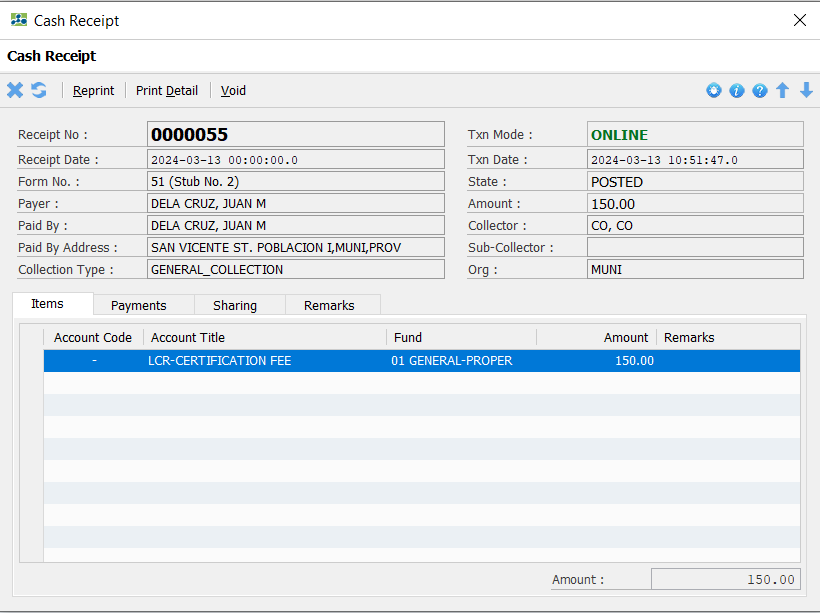 Cash Receipt
Cash Receipt
Reprint Print Detail Void
Receipt No : 0000055 Txn Mode : ONLINE
Receipt Date : 2024-03-13 00:00:00.0 Txn Date : 2024-03-13 10:51:47.0
Form No. : 51 (Stub No. 2) State : POSTED
Payer : DELA CRUZ, JUAN M Amount : 150.00
Paid By : DELA CRUZ, JUAN M Collector : CO, CO
Paid By Address : SAN VICENTE ST. POBLACION I,MUNI,PROV Sub-Collector :
Collection Type : GENERAL_COLLECTION Org : MUNI
Items Payments Sharing Remarks
Account Code Account Title Fund Amount Remarks
- LCR-CERTIFICATION FEE 01 GENERAL-PROPER 150.00
Amount : 150.00